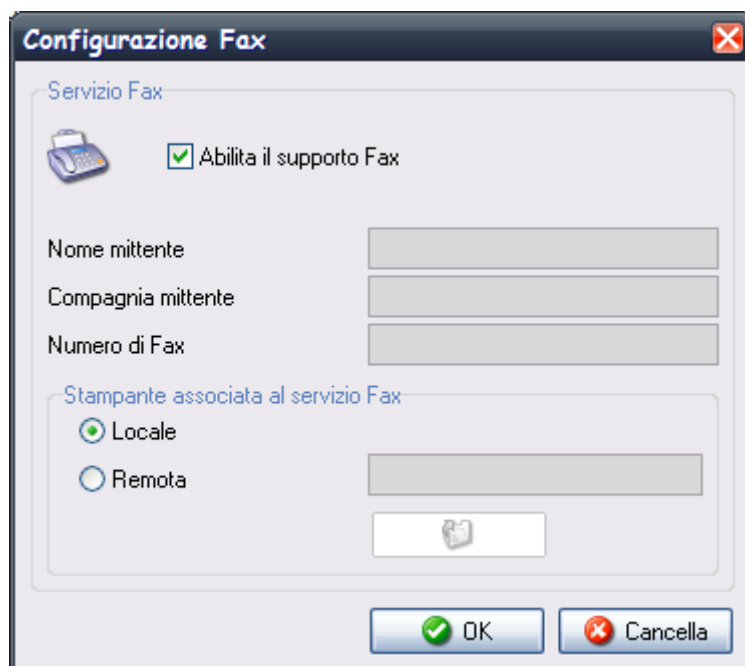 Configurazione Fax
Servizio Fax
Abilita il supporto Fax
Nome mittente
Compagnia mittente
Numero di Fax
Stampante associata al servizio Fax
Locale
Remota
OK
Cancella